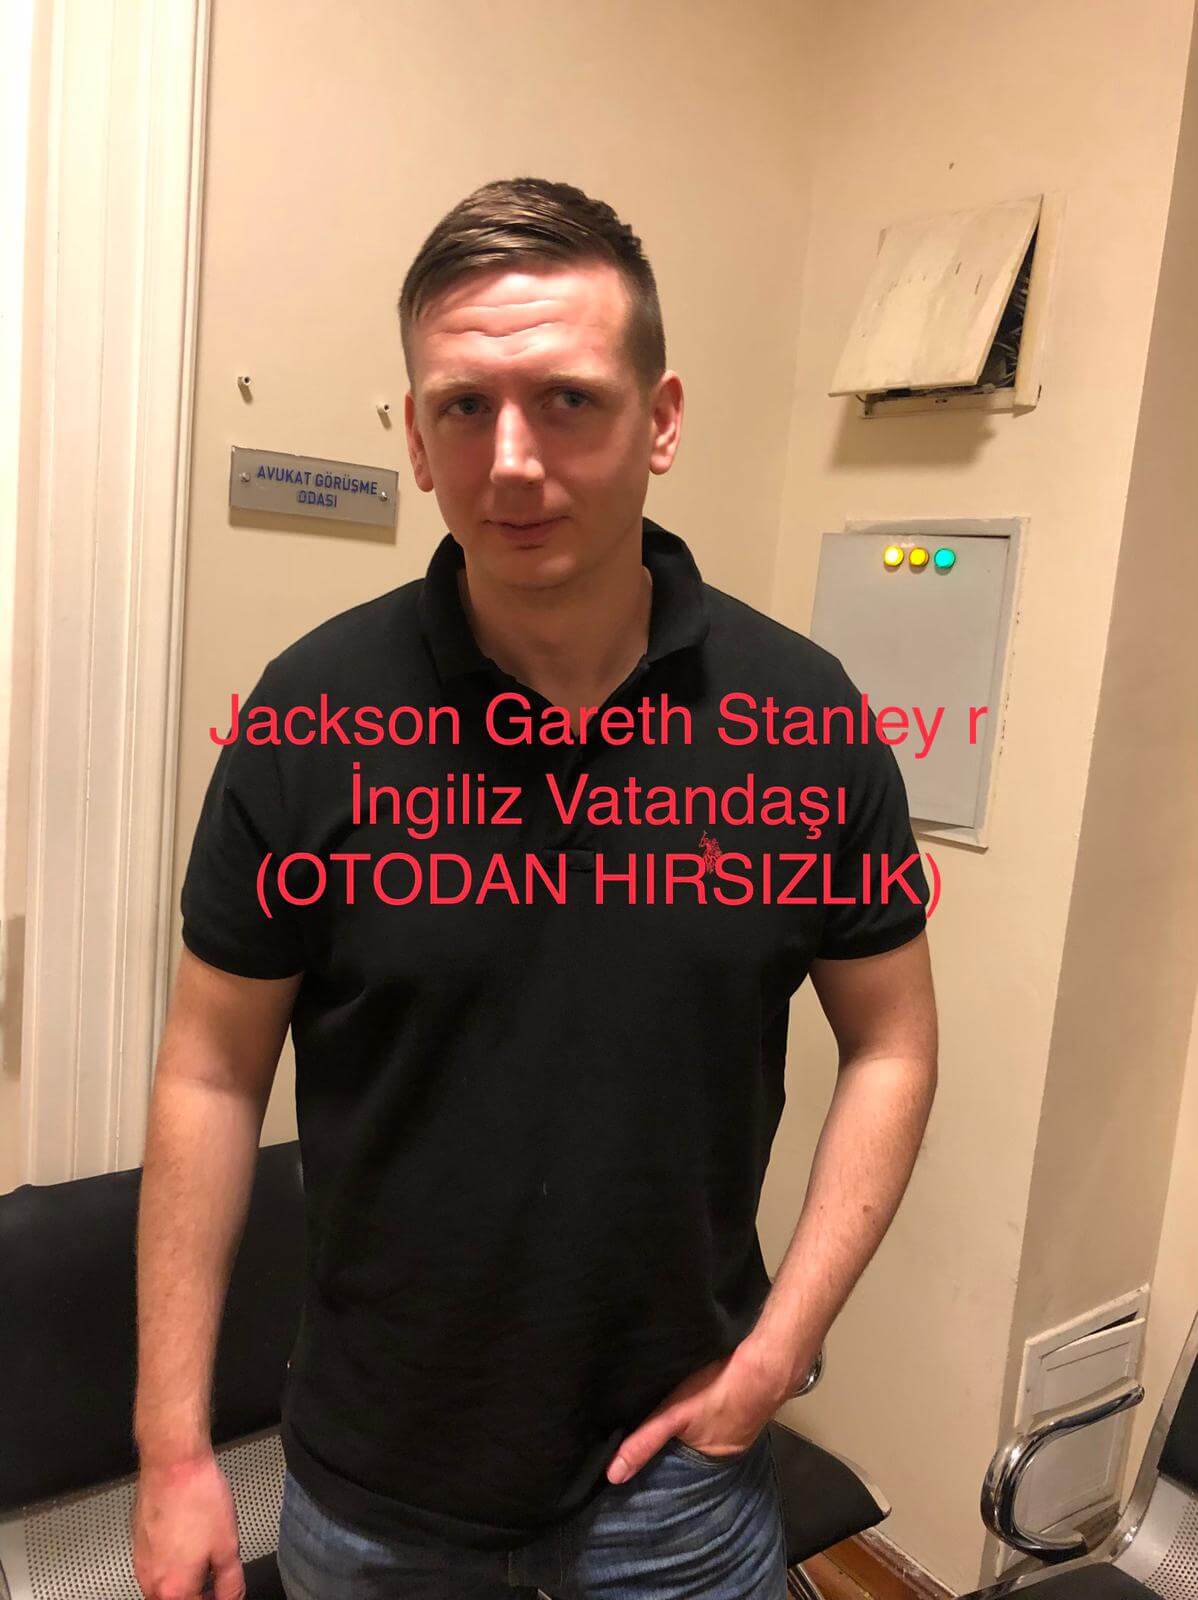 AVUKAT GÖRÜŞME
ODASI
Jackson Gareth Stanley r
İngiliz Vatandaşı
(OTODAN HIRSIZLIK)